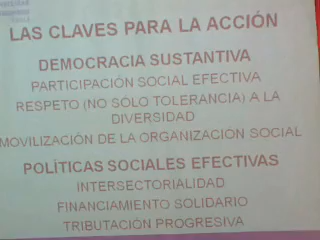 LAS CLAVES PARA LA ACCIÓN
DEMOCRACIA SUSTANTIVA
PARTICIPACIÓN SOCIAL EFECTIVA
RESPETO (NO SÓLO TOLERANCIA) A LA
DIVERSIDAD
MOVILIZACIÓN DE LA ORGANIZACIÓN SOCIAL
POLÍTICAS SOCIALES EFECTIVAS
INTERSECTORIALIDAD
FINANCIAMIENTO SOLIDARIO
TRIBUTACIÓN PROGRESIVA